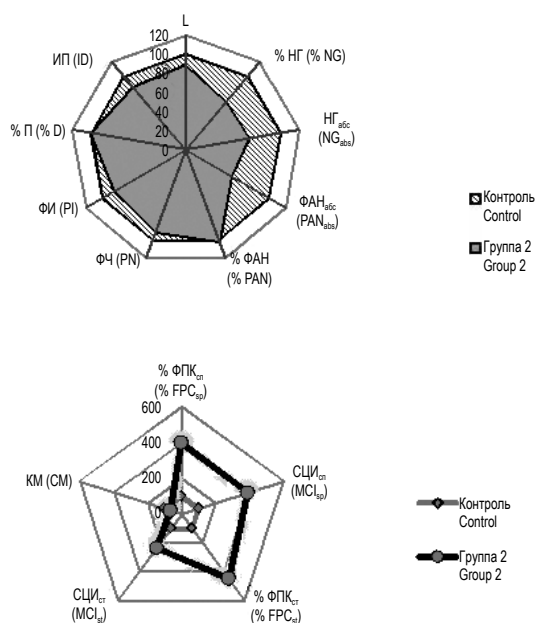 L
120
100
80
60
40
20
0
% НГ (% NG)
НГабс
(NGabs)
ФАНабс
(PANabs)
% ФАН
(% PAN)
ФЧ (PN)
ФИ (PI)
% П (% D)
ИП (ID)
Контроль
Control
Группа 2
Group 2
% ФПКсп
(% FPCsp)
600
400
200
0
СЦИсп
(MCIsp)
% ФПКст
(% FPCst)
СЦИст
(MCIst)
КМ (CM)
Контроль
Control
Группа 2
Group 2